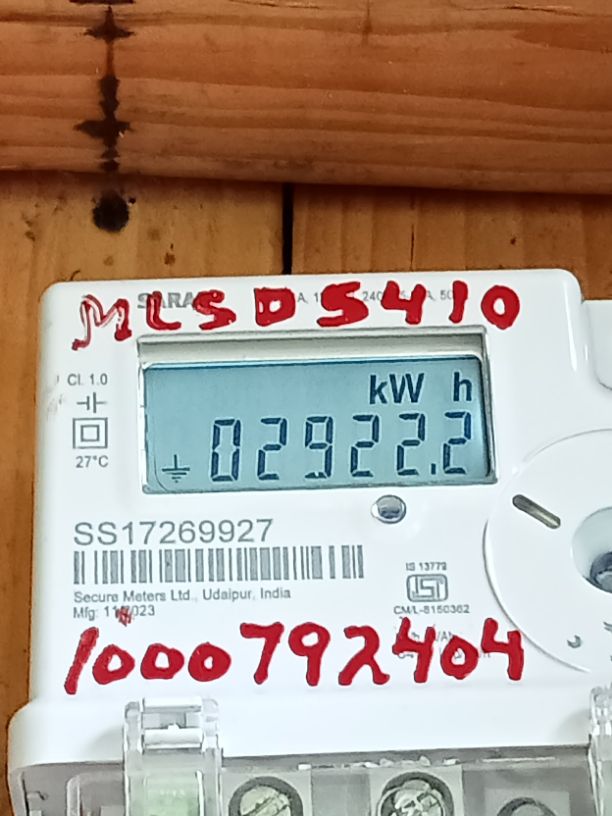 MLSD5410
Cl. 1.0
kW h
02922.2
27°C
SS17269927
IS 13779
Secure Meters Ltd., Udaipur, India
CM/L-8150362
Mfg:
1000792404